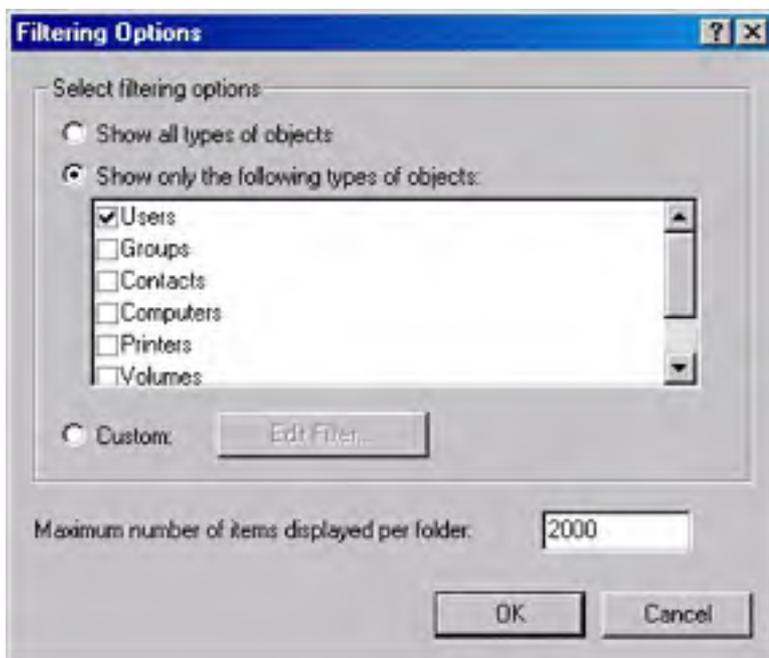 Filtering Options
Select filtering options
Show all types of objects
Show only the following types of objects:
Users
Groups
Contacts
Computers
Printers
Volumes
Custom: Edit Filter...
Maximum number of items displayed per folder: 2000
OK Cancel